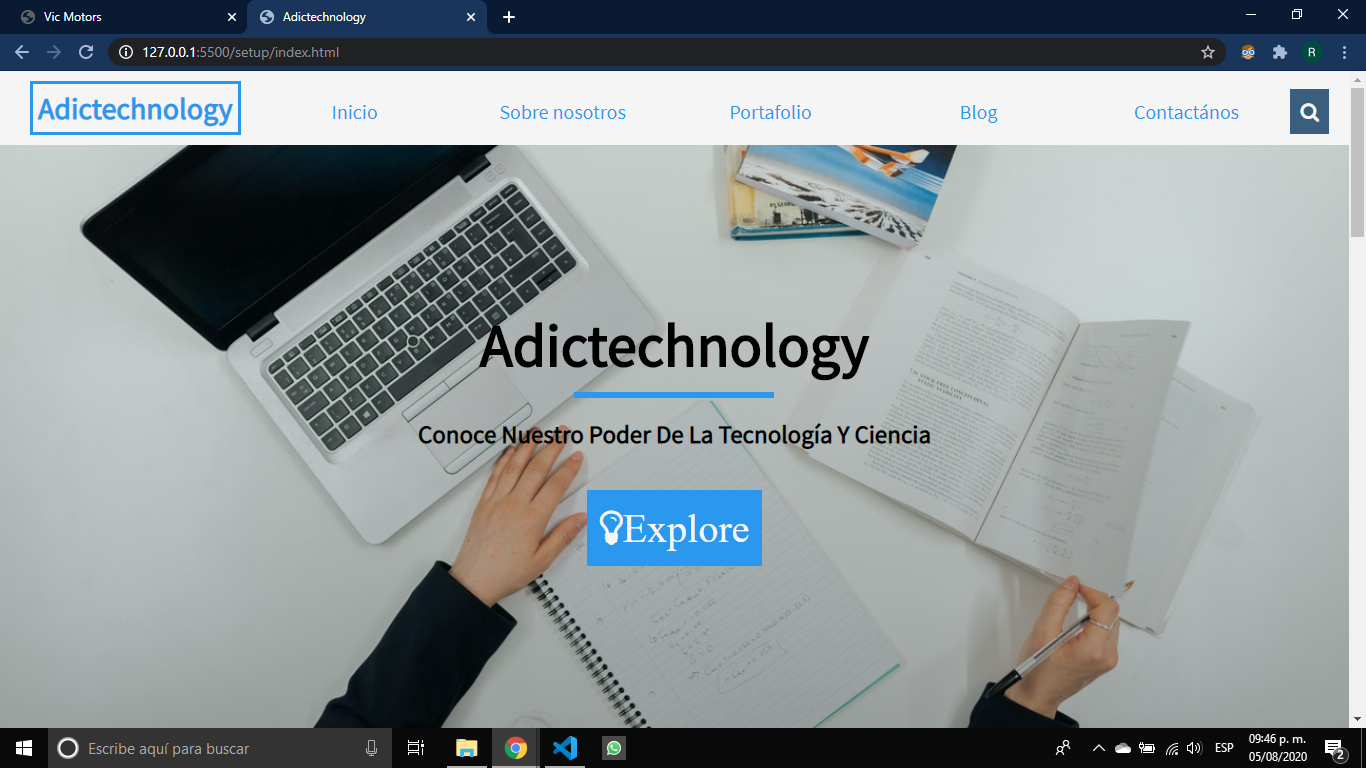 Vic Motors
Adictechnology
127.0.0.1:5500/setup/index.html
R
Adictechnology
Inicio
Sobre nosotros
Portafolio
Blog
Contactános
Adictechnology
Conoce Nuestro Poder De La Tecnología Y Ciencia
Explore
Escribe aquí para buscar
ESP
09:46 p. m.
05/08/2020
2